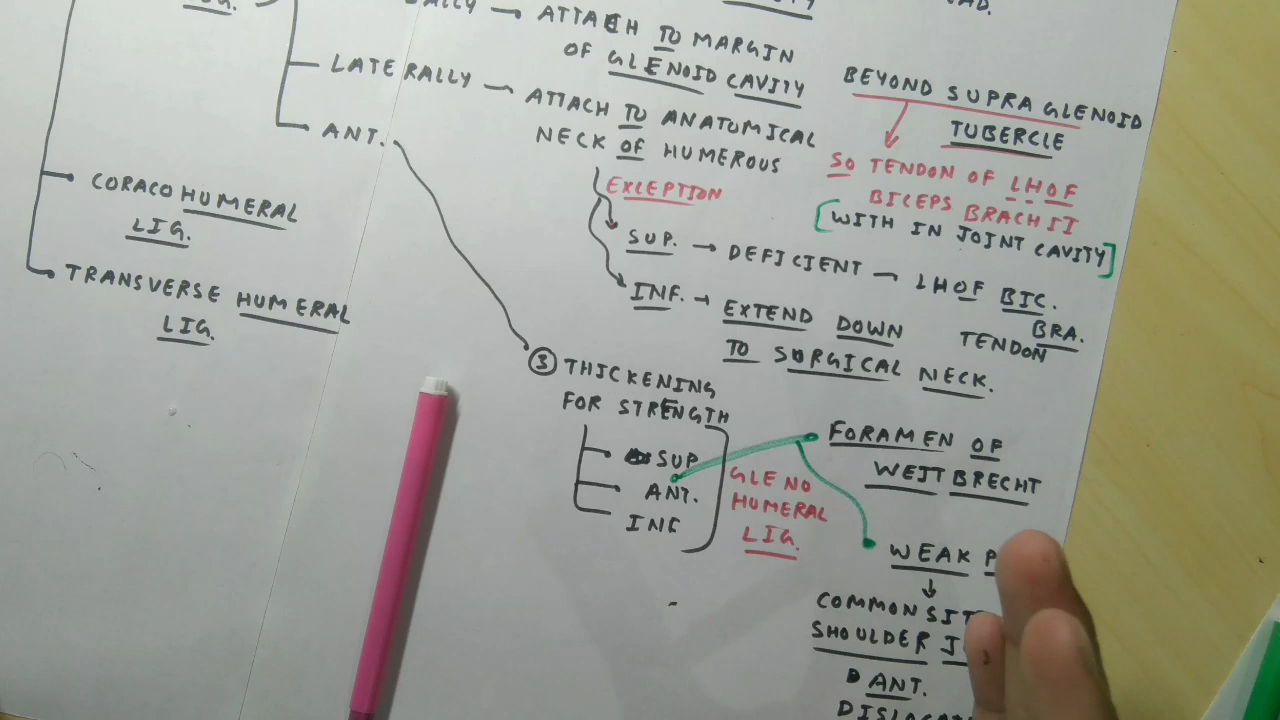 ATTACH TO MARGIN
OF GLENOID CAVITY
LATERALLY → ATTACH TO ANATOMICAL
NECK OF HUMEROUS
BEYOND SUPRA GLENOID
TUBERCLE
SO TENDON OF LHOF
BICEPS BRACHII
[WITH IN JOINT CAVITY]
EXCEPTION
SUP. → DEFICIENT – LHOF BIC.
BRA.
TENDON
INF. → EXTEND DOWN
TO SURGICAL NECK.
ANT.
CORACO HUMERAL
LIG.
TRANSVERSE HUMERAL
LIG.
③ THICKENING
FOR STRENGTH
SUP
ANT.
INF
GLENO
HUMERAL
LIG.
FORAMEN OF
WEITBRECHT
WEAK
COMMON
SHOULDER
ANT.